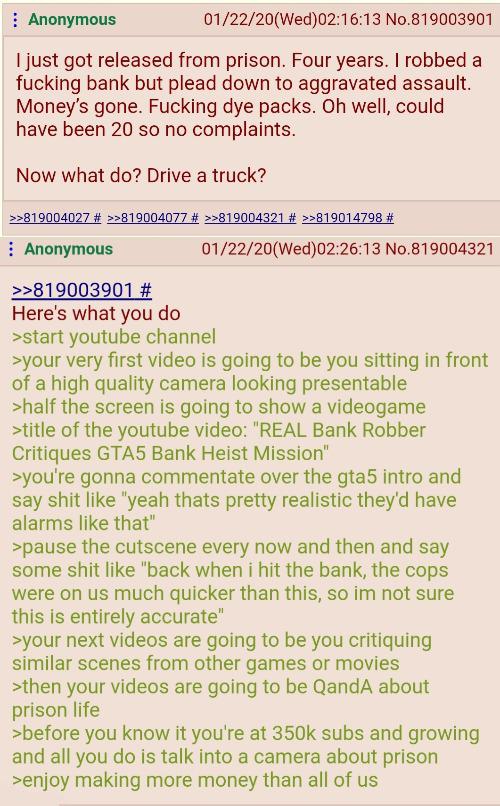 Anonymous 01/22/20(Wed)02:16:13 No.819003901
I just got released from prison. Four years. I robbed a
fucking bank but plead down to aggravated assault.
Money's gone. Fucking dye packs. Oh well, could
have been 20 so no complaints.
Now what do? Drive a truck?
>>819004027 # >>819004077 # >>819004321 # >>819014798 #
Anonymous 01/22/20(Wed)02:26:13 No.819004321
>>819003901 #
Here's what you do
>start youtube channel
>your very first video is going to be you sitting in front
of a high quality camera looking presentable
>half the screen is going to show a videogame
>title of the youtube video: "REAL Bank Robber
Critiques GTA5 Bank Heist Mission"
>you're gonna commentate over the gta5 intro and
say shit like "yeah thats pretty realistic they'd have
alarms like that"
>pause the cutscene every now and then and say
some shit like "back when i hit the bank, the cops
were on us much quicker than this, so im not sure
this is entirely accurate"
>your next videos are going to be you critiquing
similar scenes from other games or movies
>then your videos are going to be QandA about
prison life
>before you know it you're at 350k subs and growing
and all you do is talk into a camera about prison
>enjoy making more money than all of us